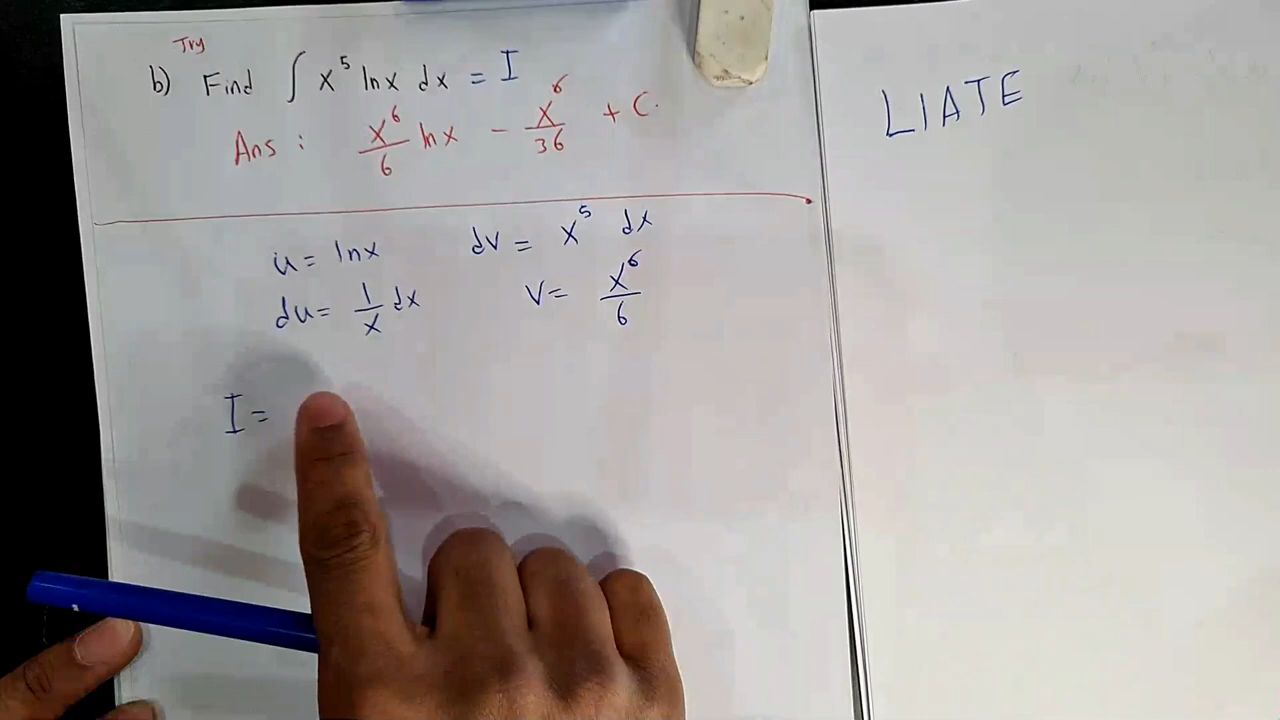 Try
b) Find ∫ x⁵ ln x dx = I
Ans : x⁶/6 ln x - x⁶/36 + C.
u = ln x    dv = x⁵ dx
du = 1/x dx    v = x⁶/6
I =
LIATE